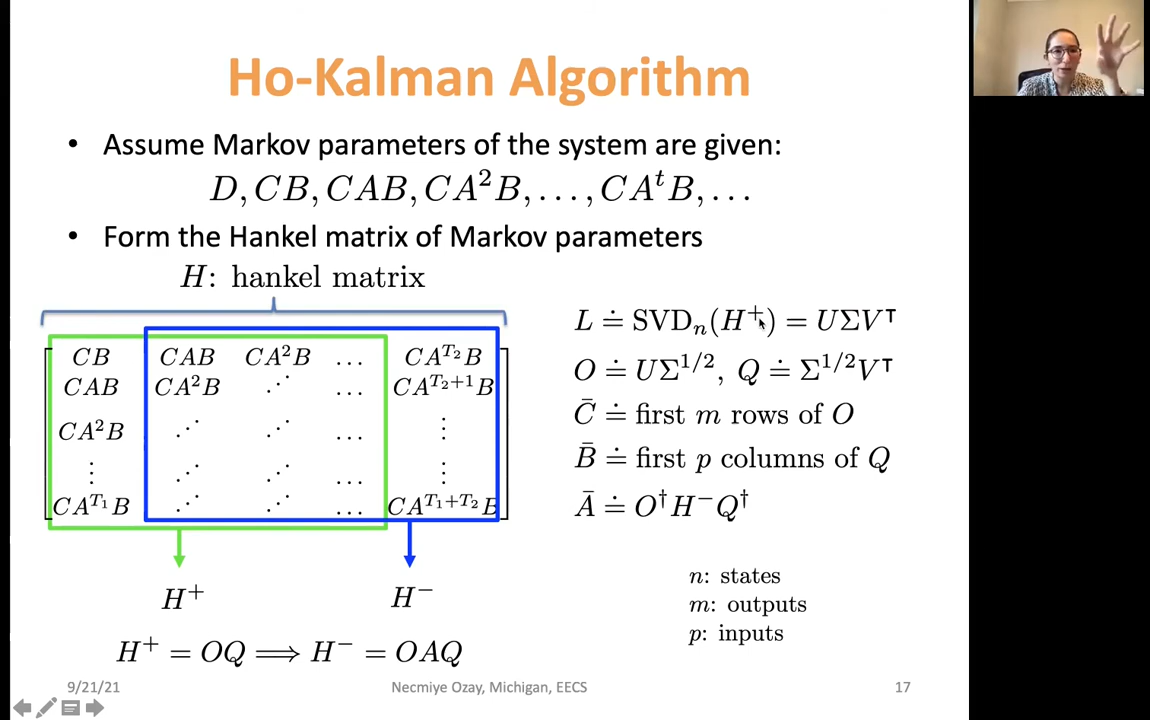 Ho-Kalman Algorithm
• Assume Markov parameters of the system are given:
D, CB, CAB, CA²B, . . . , CAᵗB, . . .
• Form the Hankel matrix of Markov parameters
H: hankel matrix
CB CAB CA²B … CA^{T₂}B
CAB CA²B ⋰ … CA^{T₂+1}B
CA²B ⋰ ⋰ … ⋮
⋮ ⋰ ⋰ … ⋮
CA^{T₁}B ⋰ ⋰ … CA^{T₁+T₂}B
H⁺
H⁻
H⁺ = OQ ⟹ H⁻ = OAQ
L ≐ SVDₙ(H⁺) = UΣV⊤
O ≐ UΣ^{1/2}, Q ≐ Σ^{1/2}V⊤
C̄ ≐ first m rows of O
B̄ ≐ first p columns of Q
Ā ≐ O†H⁻Q†
n: states
m: outputs
p: inputs
9/21/21
Necmiye Ozay, Michigan, EECS
17